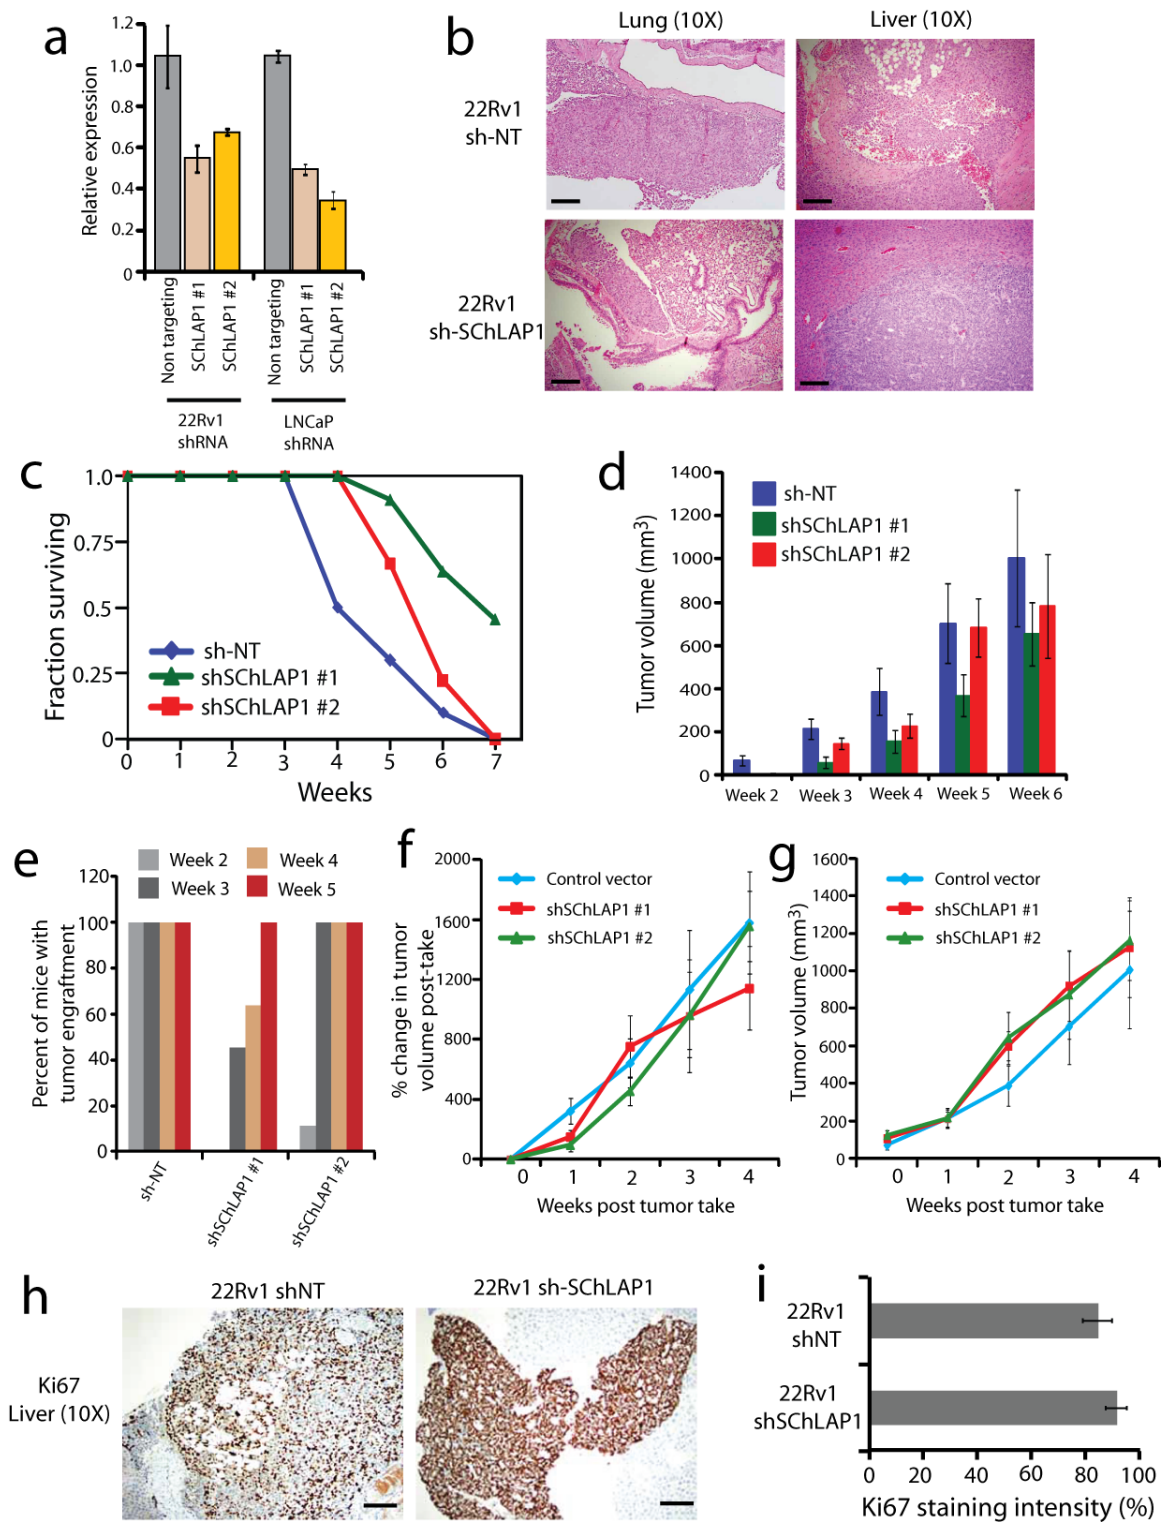 a
1.2
1.0
0.8
0.6
0.4
0.2
0
Relative expression
Non targeting
SChLAP1 #1
SChLAP1 #2
Non targeting
SChLAP1 #1
SChLAP1 #2
22Rv1
shRNA
LNCaP
shRNA
b
Lung (10X)
Liver (10X)
22Rv1
sh-NT
22Rv1
sh-SChLAP1
c
1.0
0.75
0.5
0.25
0
Fraction surviving
sh-NT
shSChLAP1 #1
shSChLAP1 #2
0 1 2 3 4 5 6 7
Weeks
d
1400
1200
1000
800
600
400
200
0
Tumor volume (mm3)
sh-NT
shSChLAP1 #1
shSChLAP1 #2
Week 2 Week 3 Week 4 Week 5 Week 6
e
Week 2 Week 4
Week 3 Week 5
120
100
80
60
40
20
0
Percent of mice with
tumor engraftment
sh-NT
shSChLAP1 #1
shSChLAP1 #2
f
2000
1600
1200
800
400
0
% change in tumor
volume post-take
Control vector
shSChLAP1 #1
shSChLAP1 #2
0 1 2 3 4
Weeks post tumor take
g
1600
1400
1200
1000
800
600
400
200
0
Tumor volume (mm3)
Control vector
shSChLAP1 #1
shSChLAP1 #2
0 1 2 3 4
Weeks post tumor take
h
22Rv1 shNT
22Rv1 sh-SChLAP1
Ki67
Liver (10X)
i
22Rv1
shNT
22Rv1
shSChLAP1
0 20 40 60 80 100
Ki67 staining intensity (%)